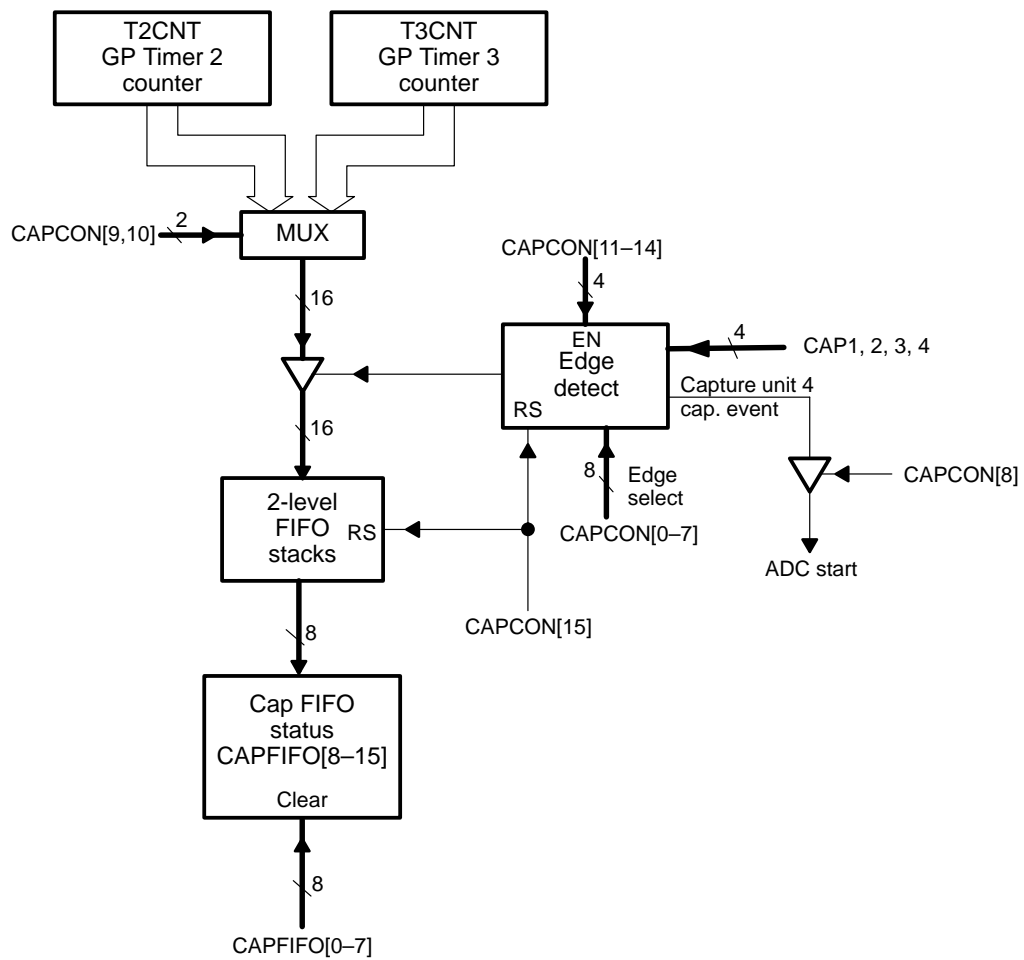 T2CNT
GP Timer 2
counter
T3CNT
GP Timer 3
counter
CAPCON[9,10]
2
MUX
16
CAPCON[11–14]
4
EN
Edge
detect
RS
4
CAP1, 2, 3, 4
Capture unit 4
cap. event
16
8
Edge
select
CAPCON[0–7]
CAPCON[8]
ADC start
2-level
FIFO
stacks
RS
CAPCON[15]
8
Cap FIFO
status
CAPFIFO[8–15]
Clear
8
CAPFIFO[0–7]